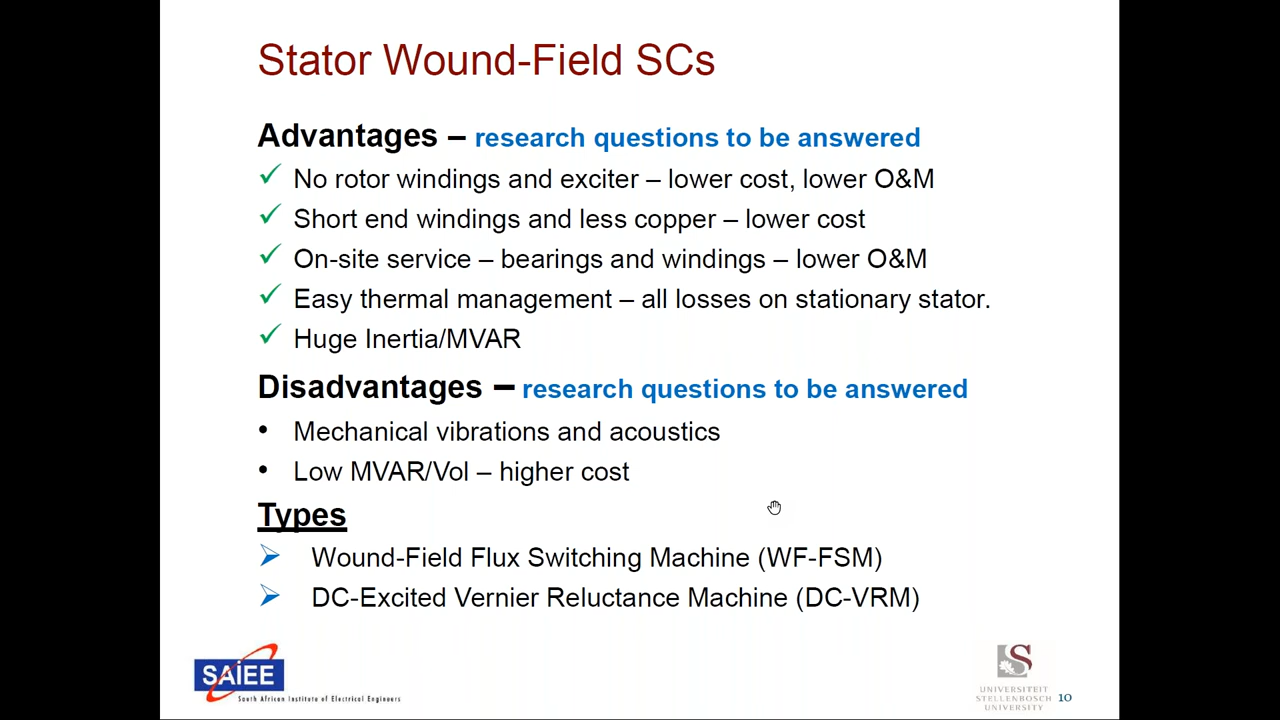 Stator Wound-Field SCs
Advantages – research questions to be answered
✓ No rotor windings and exciter – lower cost, lower O&M
✓ Short end windings and less copper – lower cost
✓ On-site service – bearings and windings – lower O&M
✓ Easy thermal management – all losses on stationary stator.
✓ Huge Inertia/MVAR
Disadvantages – research questions to be answered
• Mechanical vibrations and acoustics
• Low MVAR/Vol – higher cost
Types
➢ Wound-Field Flux Switching Machine (WF-FSM)
➢ DC-Excited Vernier Reluctance Machine (DC-VRM)
SAIEE
South African Institute of Electrical Engineers
S
UNIVERSITEIT
STELLENBOSCH
UNIVERSITY
10